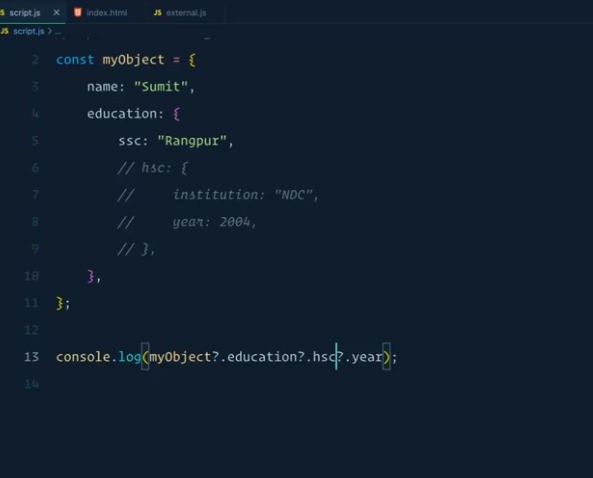 script.js × index.html external.js
script.js > ...
2 const myObject = {
3 name: "Sumit",
4 education: {
5 ssc: "Rangpur",
6 // hsc: {
7 // institution: "NDC",
8 // year: 2004,
9 // },
10 },
11 };
12
13 console.log(myObject?.education?.hsc?.year);
14